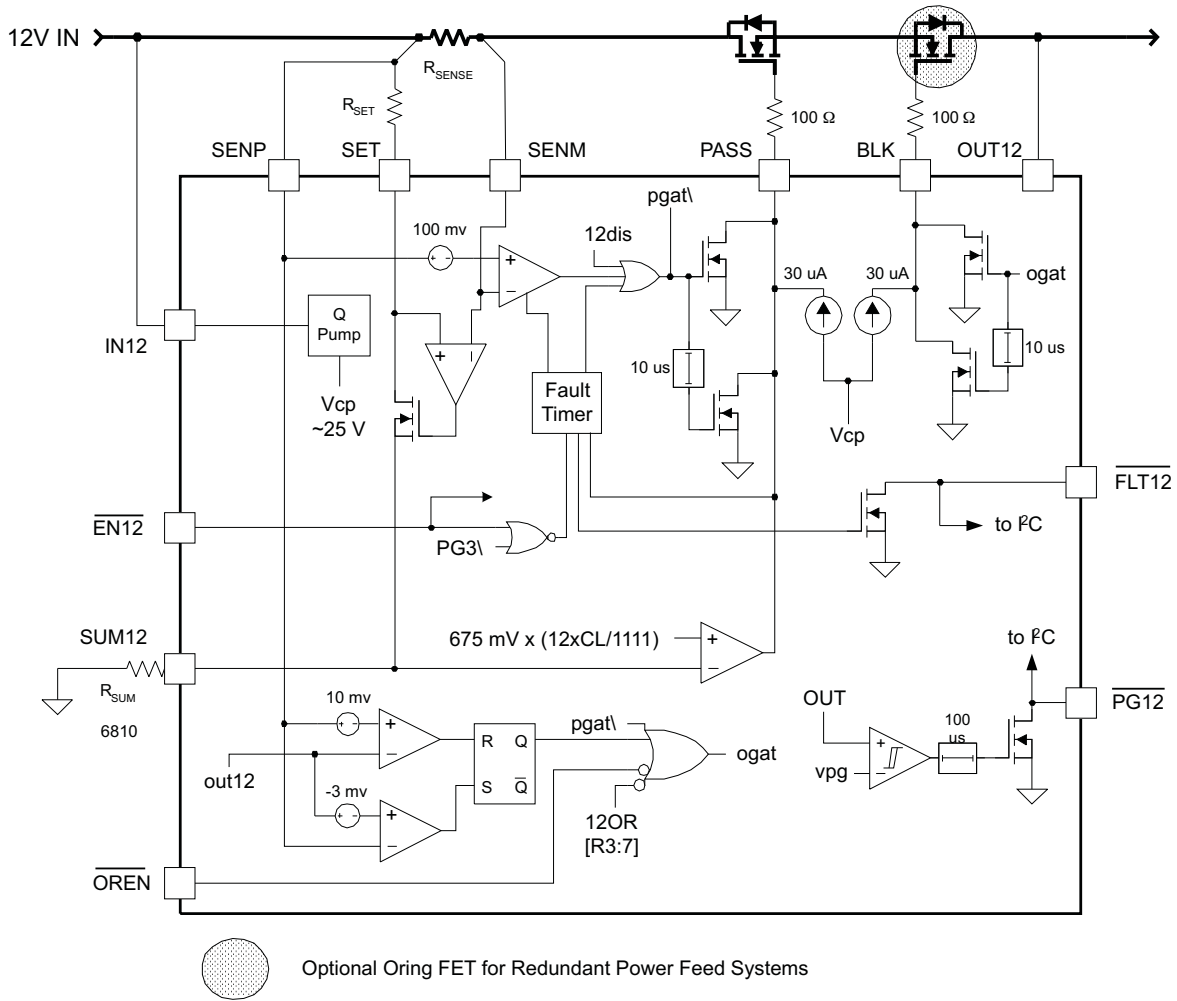 12V IN
RSENSE
RSET
100 Ω
100 Ω
SENP
SET
SENM
PASS
BLK
OUT12
pgat\
100 mv
12dis
+ -
+
−
30 uA
30 uA
ogat
Q
Pump
IN12
+
−
10 us
10 us
Vcp
~25 V
Fault
Timer
Vcp
FLT12
to I²C
EN12
PG3\
SUM12
675 mV x (12xCL/1111)
+
−
to I²C
RSUM
6810
10 mv
+ -
+
−
pgat\
R
Q
S
Q
ogat
OUT
100
us
PG12
+
−
vpg
out12
-3 mv
+ -
+
−
12OR
[R3:7]
OREN
Optional Oring FET for Redundant Power Feed Systems